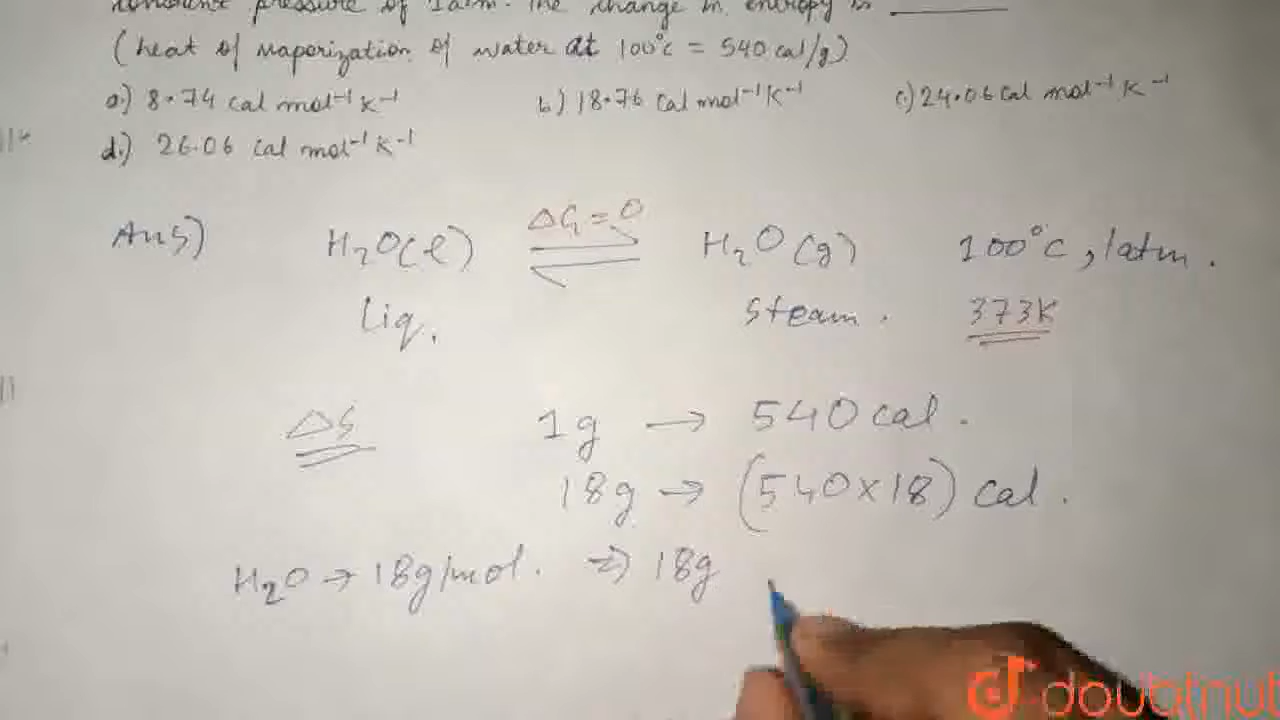 pressure of 1atm. The change in entropy is ________
(heat of vaporization of water at 100°c = 540 cal/g)
a.) 8.74 cal mol⁻¹ K⁻¹ b.) 18.76 cal mol⁻¹ K⁻¹ c.) 24.06 cal mol⁻¹ K⁻¹
d.) 26.06 cal mol⁻¹ K⁻¹
Ans) H₂O(l) ΔG = 0 ⇌ H₂O(g) 100°c, 1atm.
Liq. Steam. 373K
ΔS 1g → 540 cal.
18g → (540×18) cal.
H₂O → 18g/mol. ⇒ 18g
doubtnut